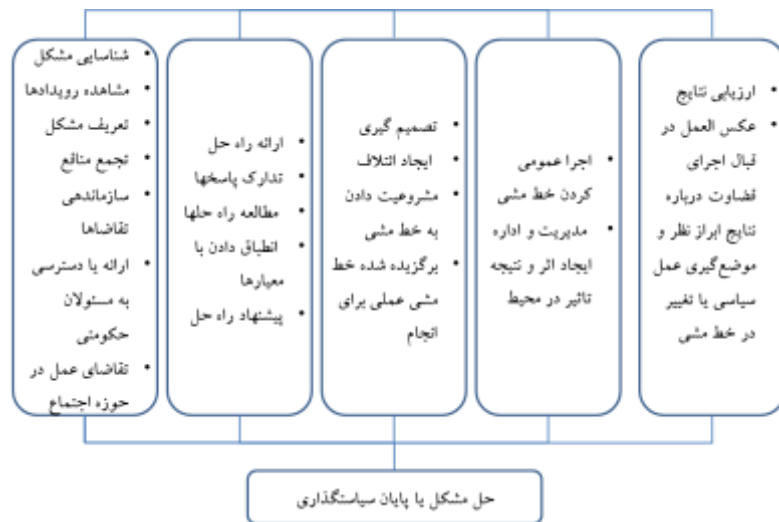 شناسایی مشکل
مشاهده رویدادها
تعریف مشکل
تجمع منافع
سازماندهی
تقاضاها
ارائه یا دسترسی
به مسئولان
حکومتی
تقاضای عمل در
حوزه اجتماع
ارائه راه حل
تدارک پاسخها
مطالعه راه حلها
انطباق دادن با
معیارها
پیشنهاد راه حل
تصمیم گیری
ایجاد ائتلاف
مشروعیت دادن
به خط مشی
برگزیده شده خط
مشی عملی برای
انجام
اجرا عمومی
کردن خط مشی
مدیریت و اداره
ایجاد اثر و نتیجه
تاثیر در محیط
ارزیابی نتایج
عکس العمل در
قبال اجرای
قضاوت درباره
نتایج ابراز نظر و
موضع‌گیری عمل
سیاسی یا تغییر
در خط مشی
حل مشکل یا پایان سیاستگذاری